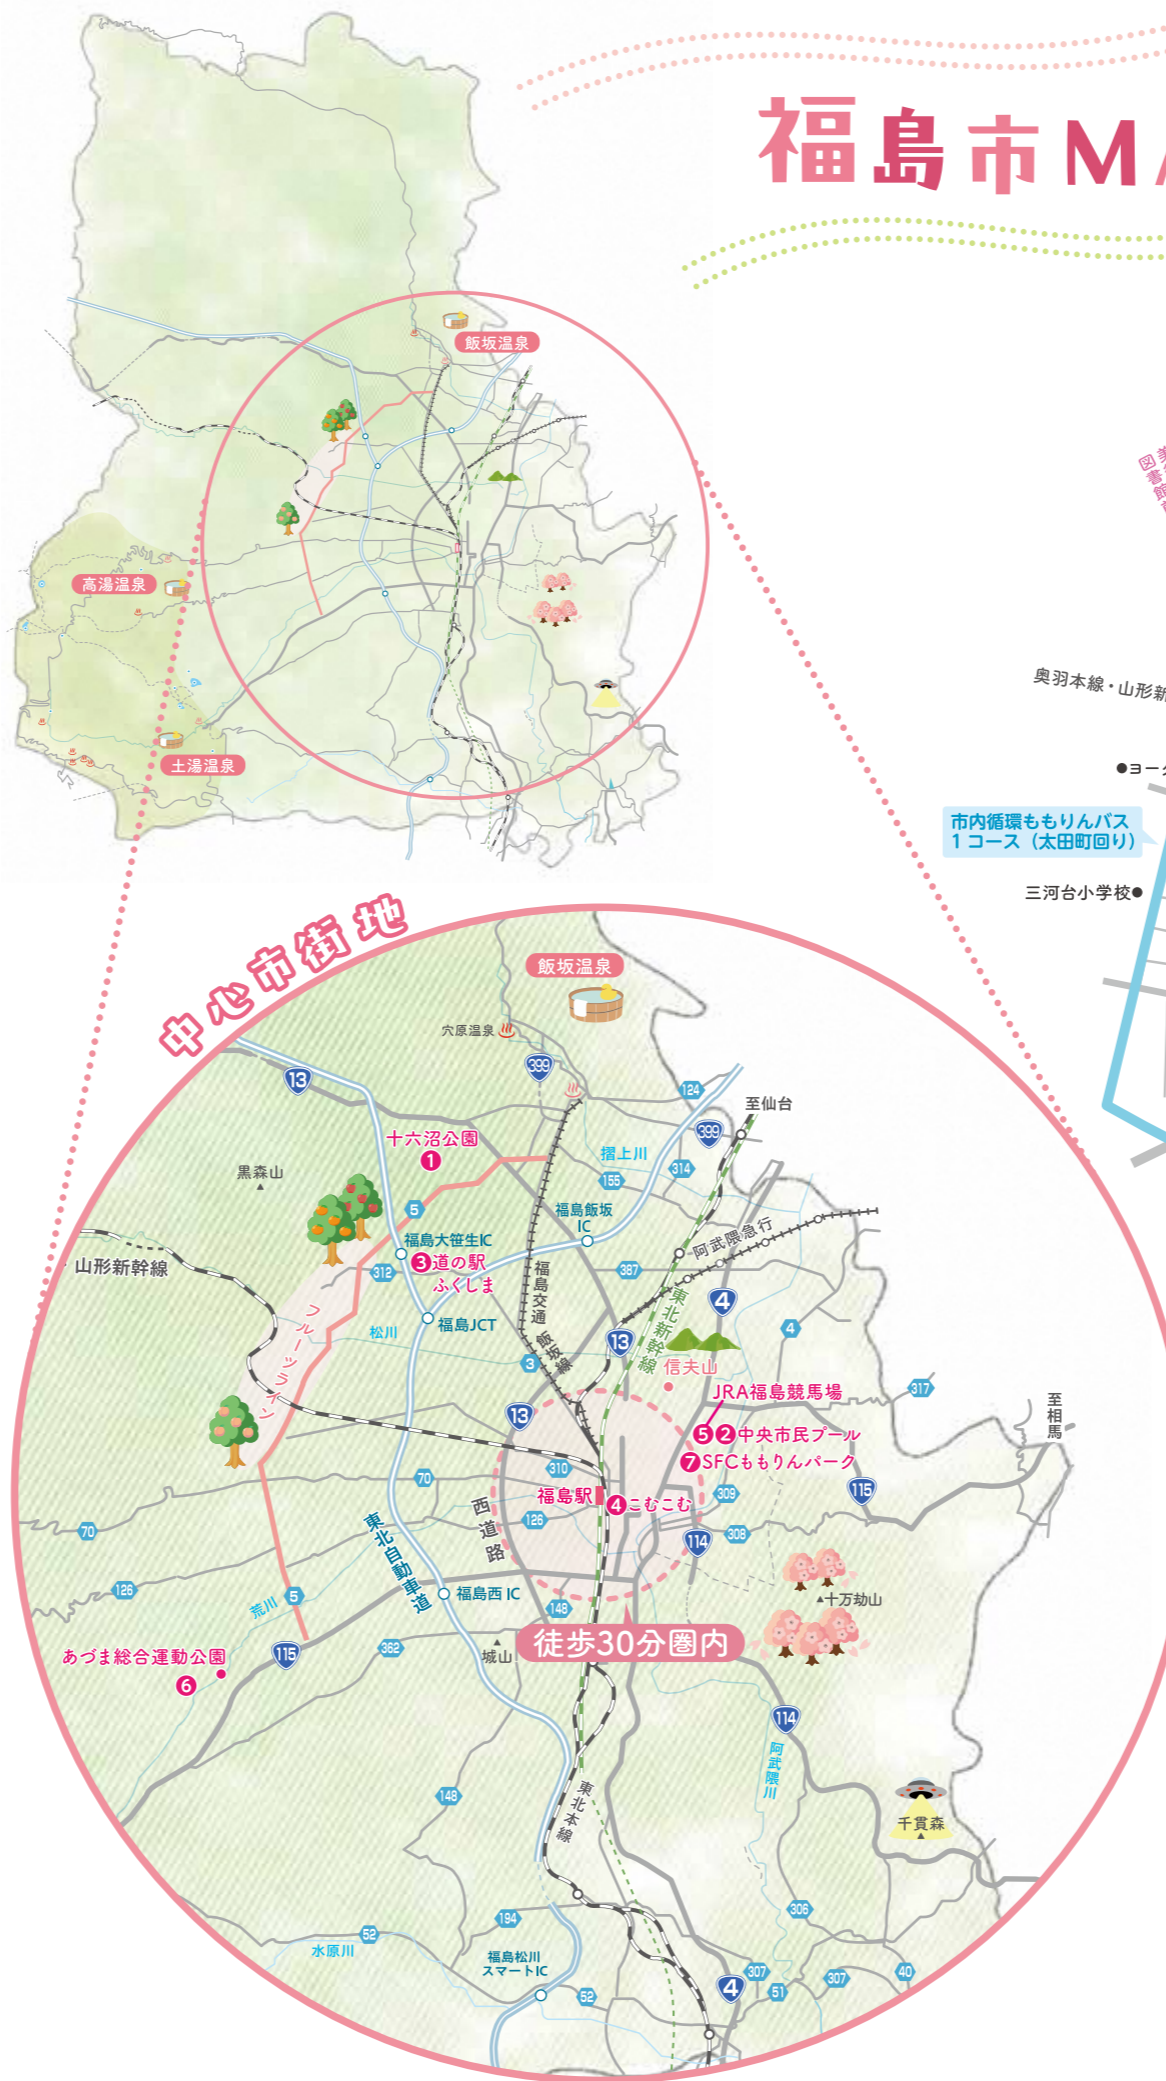 福島市M
飯坂温泉
高湯温泉
土湯温泉
図書館
奥羽本線・山形新
●ヨーク
市内循環ももりんバス
1コース（太田町回り）
三河台小学校●
中心市街地
飯坂温泉
穴原温泉
399
13
124
至仙台
399
十六沼公園
❶
摺上川
314
黒森山
155
5
福島飯坂
IC
阿武隈急行
福島大笹生IC
❸道の駅
ふくしま
山形新幹線
312
387
福島交通
飯坂線
東北新幹線
4
フルーツライン
松川
福島JCT
13
4
3
信夫山
317
JRA福島競馬場
至相馬
13
❺❷中央市民プール
❼SFCももりんパーク
310
70
115
福島駅
❹こむこむ
309
西道路
126
70
東北自動車道
114
308
126
荒川
5
福島西 IC
148
十万劫山
115
362
城山
徒歩30分圏内
あづま総合運動公園
❻
114
阿武隈川
148
東北本線
千貫森
306
194
52
水原川
福島松川
スマートIC
307
307
40
4
51
52